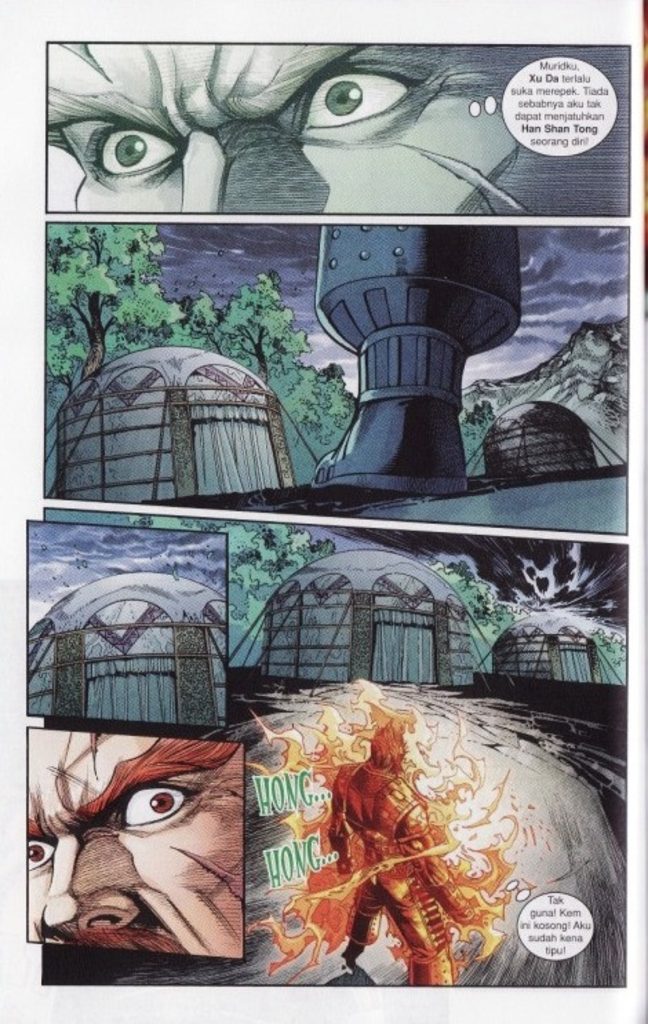 Muridku,
Xu Da terlalu
suka merepek. Tiada
sebabnya aku tak
dapat menjatuhkan
Han Shan Tong
seorang diri!
HONG...
HONG...
Tak
guna! Kem
ini kosong! Aku
sudah kena
tipu!